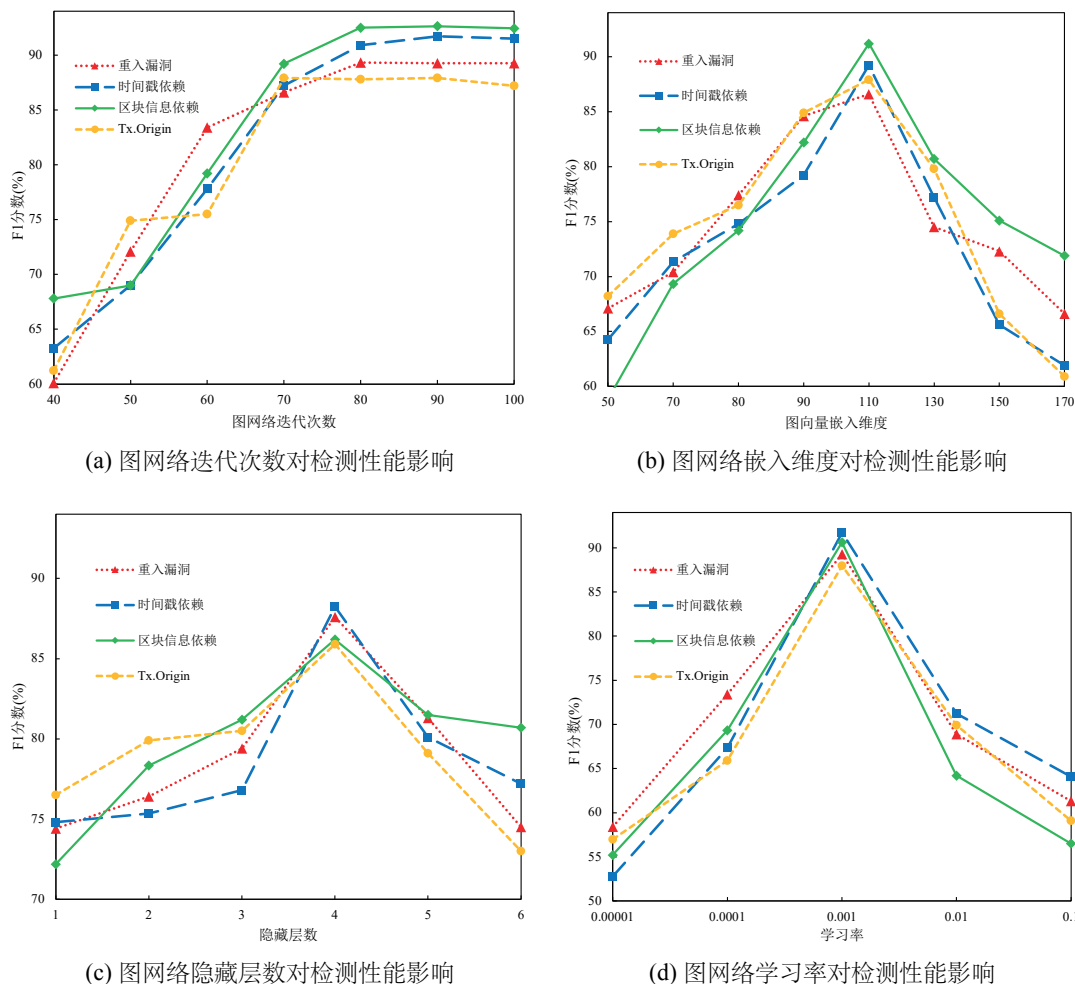 90
85
80
75
70
65
60
F1分数(%)
重入漏洞
时间戳依赖
区块信息依赖
Tx.Origin
40 50 60 70 80 90 100
图网络迭代次数
(a) 图网络迭代次数对检测性能影响
90
85
80
75
70
65
60
F1分数(%)
重入漏洞
时间戳依赖
区块信息依赖
Tx.Origin
50 70 80 90 110 130 150 170
图向量嵌入维度
(b) 图网络嵌入维度对检测性能影响
90
85
80
75
70
F1分数(%)
重入漏洞
时间戳依赖
区块信息依赖
Tx.Origin
1 2 3 4 5 6
隐藏层数
(c) 图网络隐藏层数对检测性能影响
90
85
80
75
70
65
60
55
50
F1分数(%)
重入漏洞
时间戳依赖
区块信息依赖
Tx.Origin
0.00001 0.0001 0.001 0.01 0.1
学习率
(d) 图网络学习率对检测性能影响